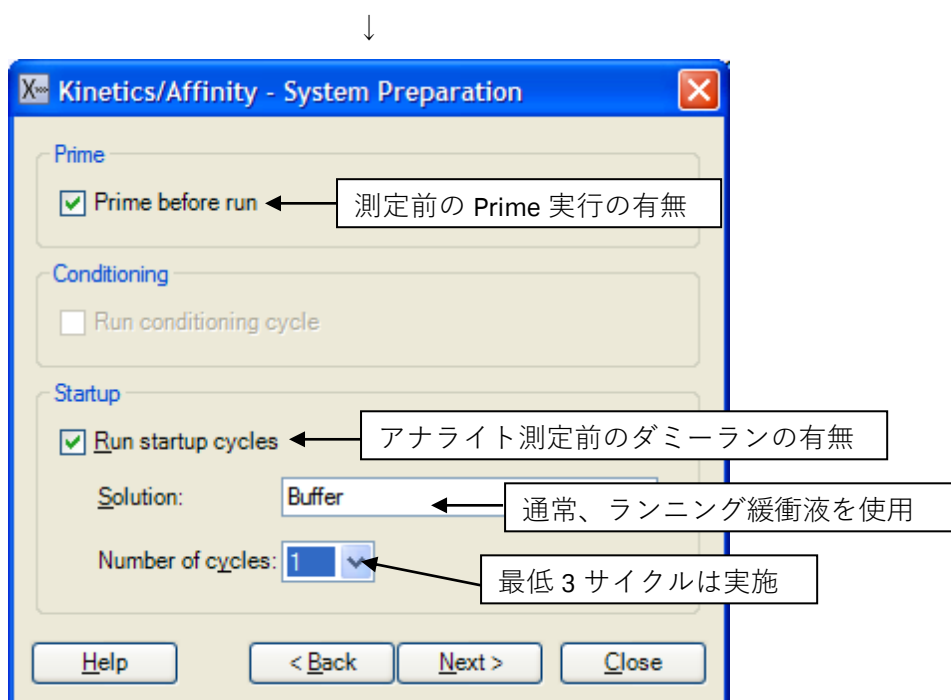 ↓
Kinetics/Affinity - System Preparation
Prime
Prime before run
測定前の Prime 実行の有無
Conditioning
Run conditioning cycle
Startup
Run startup cycles
アナライト測定前のダミーランの有無
Solution:
Buffer
通常、ランニング緩衝液を使用
Number of cycles:
1
最低 3 サイクルは実施
Help
< Back
Next >
Close